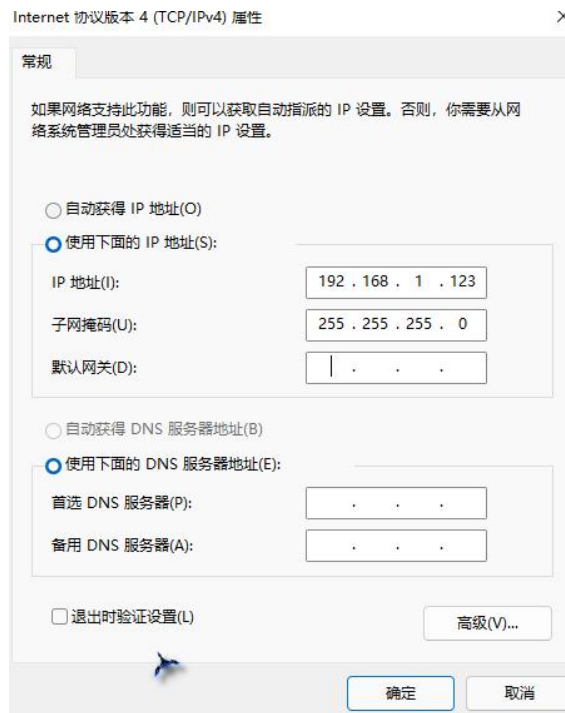 Internet 协议版本 4 (TCP/IPv4) 属性
常规
如果网络支持此功能，则可以获取自动指派的 IP 设置。否则，你需要从网
络系统管理员处获得适当的 IP 设置。
自动获得 IP 地址(O)
使用下面的 IP 地址(S):
IP 地址(I): 192 . 168 . 1 . 123
子网掩码(U): 255 . 255 . 255 . 0
默认网关(D): . . .
自动获得 DNS 服务器地址(B)
使用下面的 DNS 服务器地址(E):
首选 DNS 服务器(P): . . .
备用 DNS 服务器(A): . . .
退出时验证设置(L)
高级(V)...
确定 取消